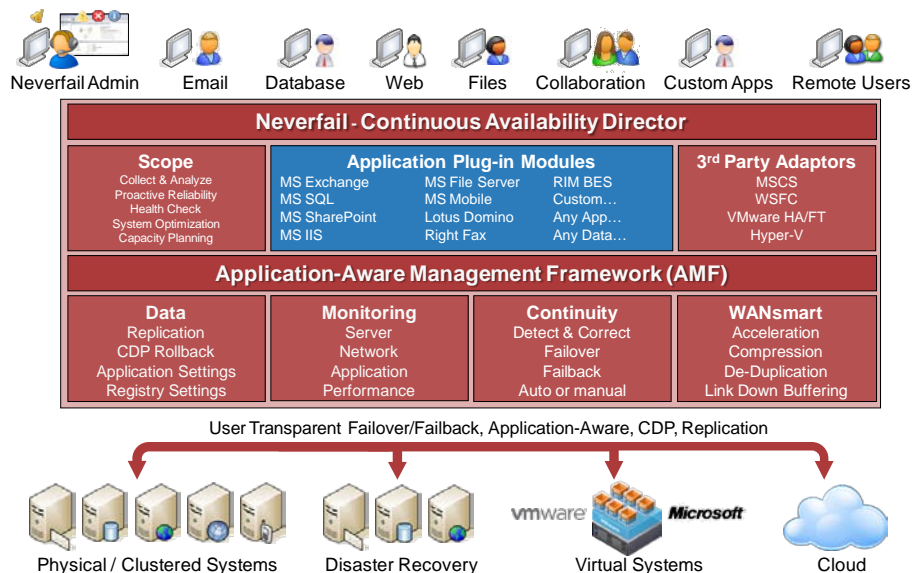 Neverfail Admin
Email
Database
Web
Files
Collaboration
Custom Apps
Remote Users
Neverfail - Continuous Availability Director
Scope
Collect & Analyze
Proactive Reliability
Health Check
System Optimization
Capacity Planning
Application Plug-in Modules
MS Exchange
MS SQL
MS SharePoint
MS IIS
MS File Server
MS Mobile
Lotus Domino
Right Fax
RIM BES
Custom…
Any App…
Any Data…
3rd Party Adaptors
MSCS
WSFC
VMware HA/FT
Hyper-V
Application-Aware Management Framework (AMF)
Data
Replication
CDP Rollback
Application Settings
Registry Settings
Monitoring
Server
Network
Application
Performance
Continuity
Detect & Correct
Failover
Failback
Auto or manual
WANsmart
Acceleration
Compression
De-Duplication
Link Down Buffering
User Transparent Failover/Failback, Application-Aware, CDP, Replication
vmware
Microsoft
Physical / Clustered Systems
Disaster Recovery
Virtual Systems
Cloud